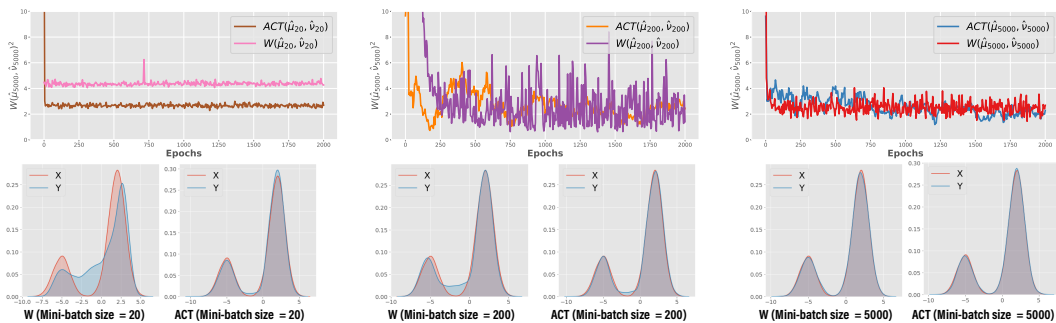 10
8
6
4
2
0
W(μ̂5000, ν̂5000)²
ACT(μ̂20, ν̂20)
W(μ̂20, ν̂20)
0 250 500 750 1000 1250 1500 1750 2000
Epochs
10
8
6
4
2
0
W(μ̂5000, ν̂5000)²
ACT(μ̂200, ν̂200)
W(μ̂200, ν̂200)
0 250 500 750 1000 1250 1500 1750 2000
Epochs
10
8
6
4
2
0
W(μ̂5000, ν̂5000)²
ACT(μ̂5000, ν̂5000)
W(μ̂5000, ν̂5000)
0 250 500 750 1000 1250 1500 1750 2000
Epochs
X
Y
0.25
0.20
0.15
0.10
0.05
0.00
−10.0 −7.5 −5.0 −2.5 0.0 2.5 5.0
W (Mini-batch size = 20)
X
Y
0.30
0.25
0.20
0.15
0.10
0.05
0.00
−10 −5 0 5
ACT (Mini-batch size = 20)
X
Y
0.25
0.20
0.15
0.10
0.05
0.00
−10 −5 0 5
W (Mini-batch size = 200)
X
Y
0.25
0.20
0.15
0.10
0.05
0.00
−10 −5 0 5
ACT (Mini-batch size = 200)
X
Y
0.25
0.20
0.15
0.10
0.05
0.00
−10 −5 0 5
W (Mini-batch size = 5000)
X
Y
0.25
0.20
0.15
0.10
0.05
0.00
−10 −5 0 5
ACT (Mini-batch size = 5000)